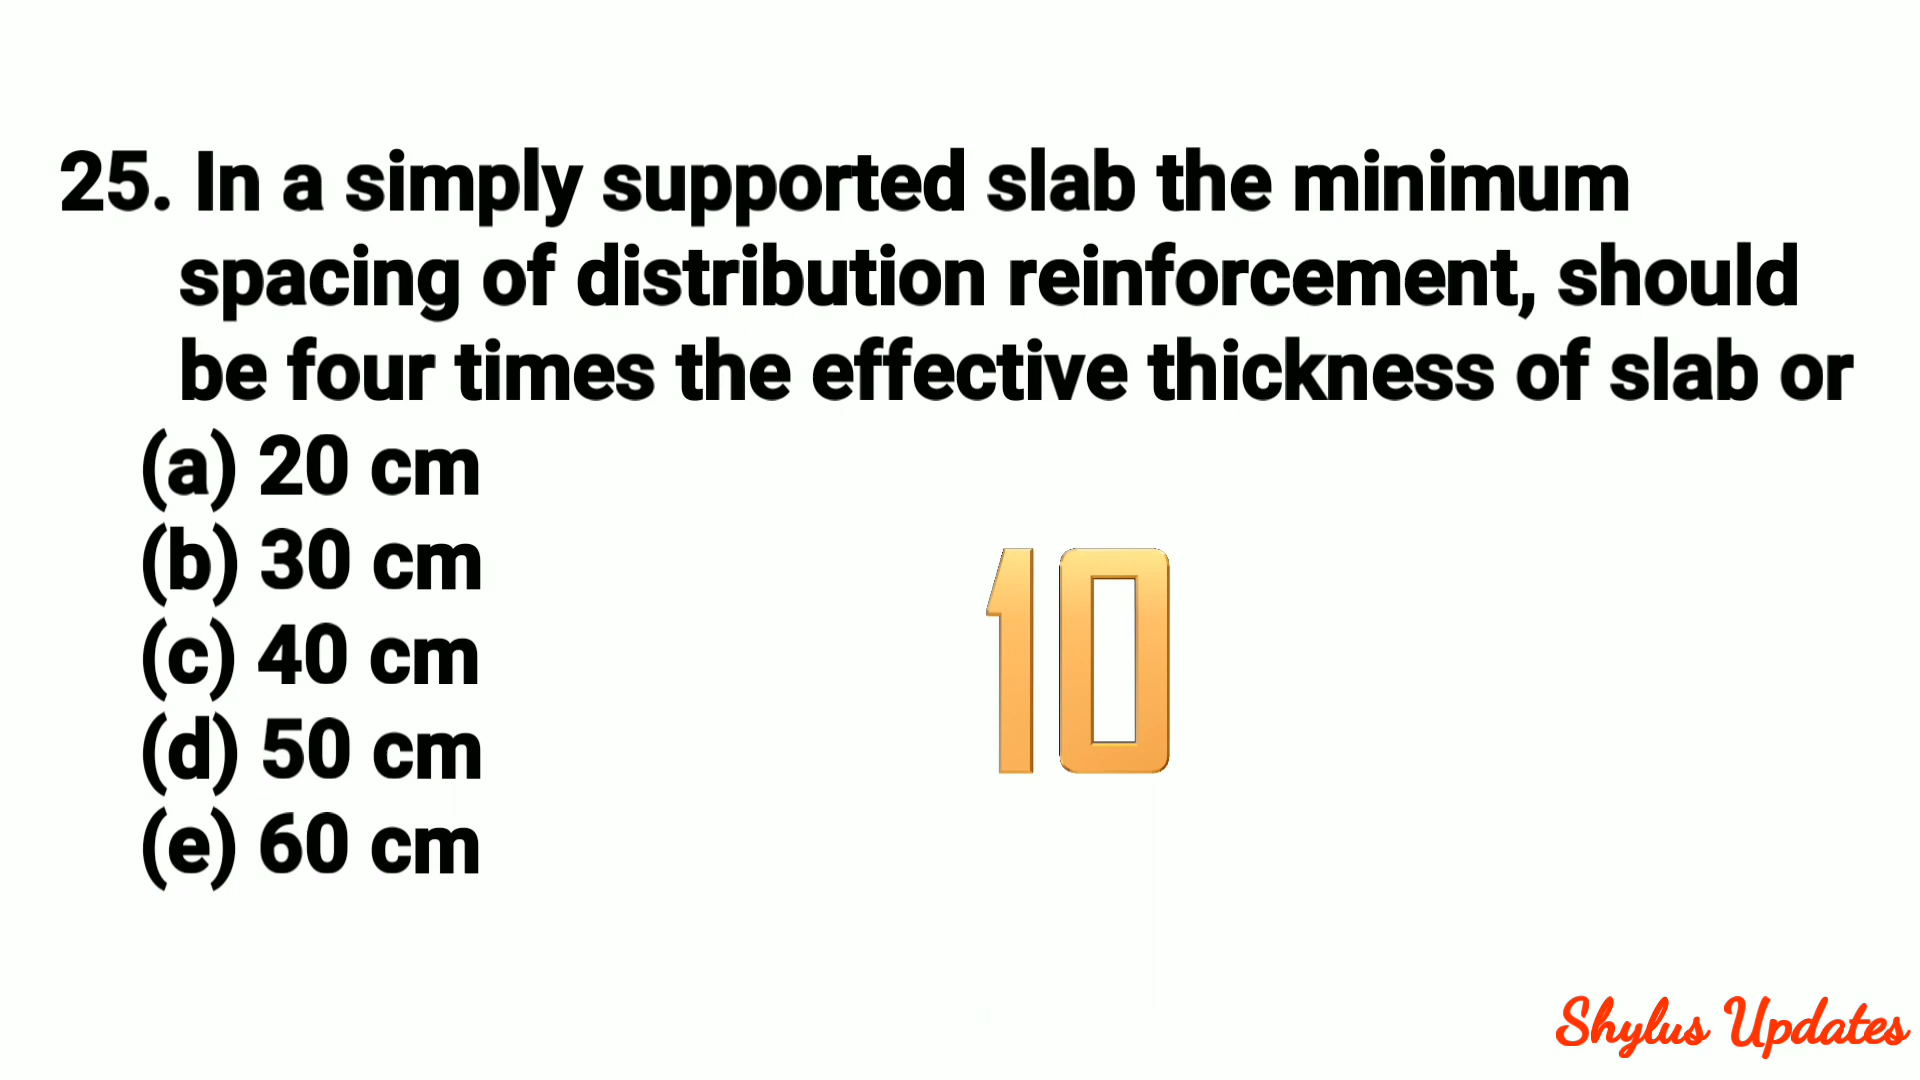 25. In a simply supported slab the minimum
spacing of distribution reinforcement, should
be four times the effective thickness of slab or
(a) 20 cm
(b) 30 cm
(c) 40 cm
(d) 50 cm
(e) 60 cm
10
Shylus Updates